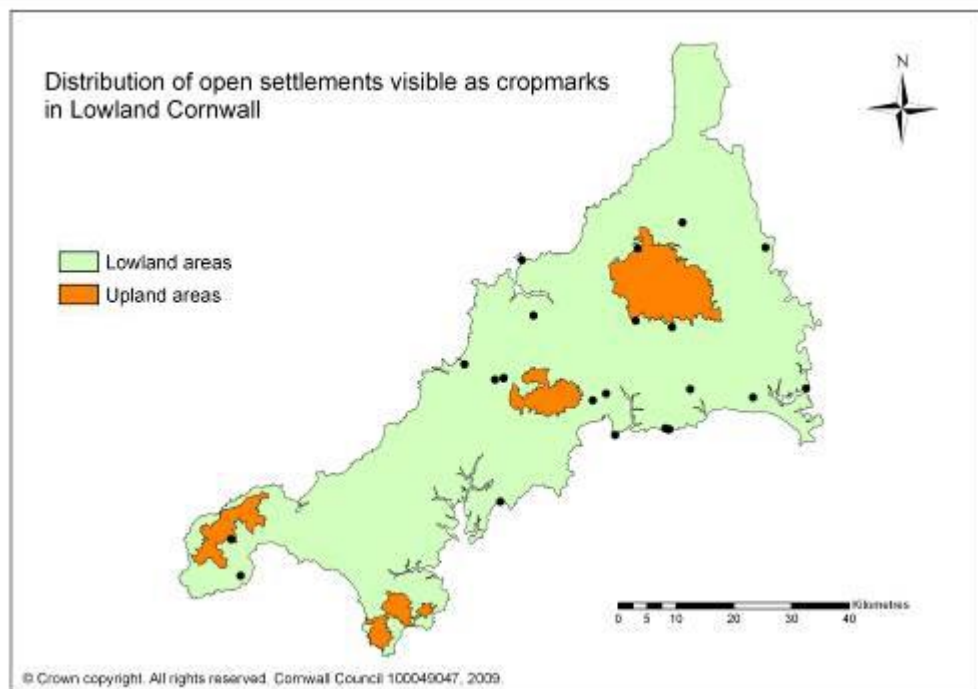 Distribution of open settlements visible as cropmarks
in Lowland Cornwall
N
Lowland areas
Upland areas
Kilometres
0 5 10 20 30 40
© Crown copyright. All rights reserved. Cornwall Council 100049047, 2009.